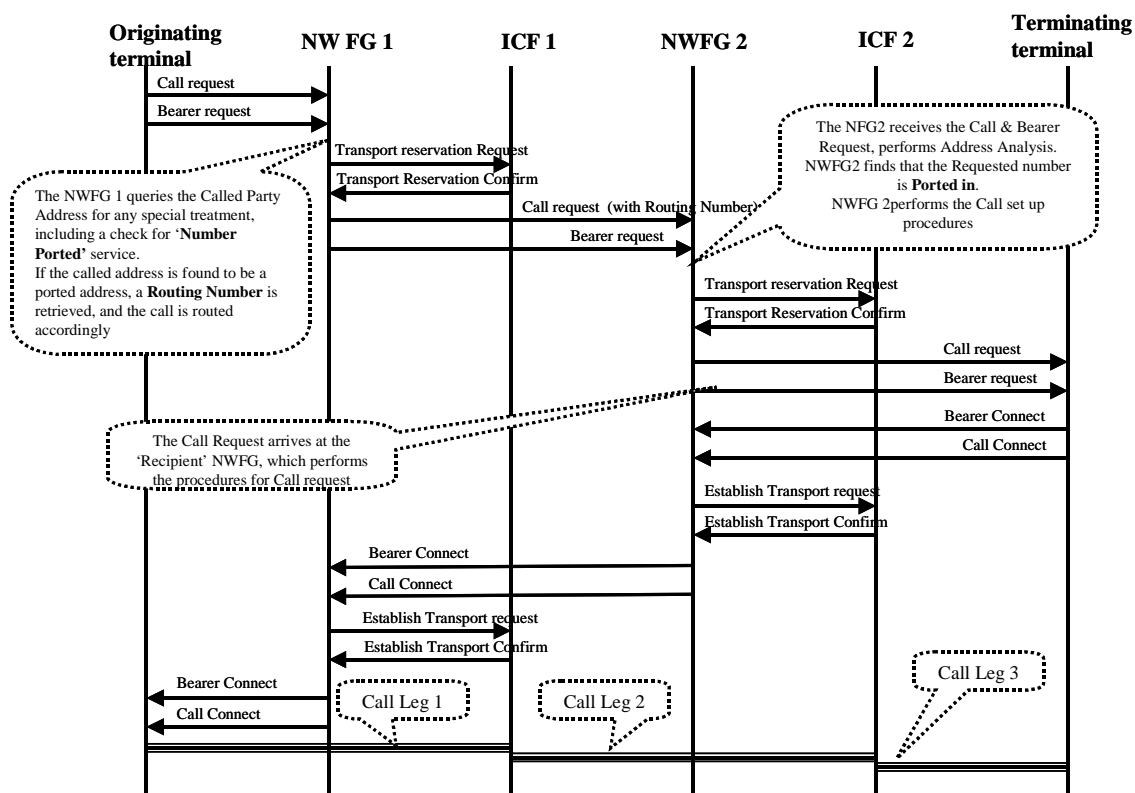 Originating
terminal
NW FG 1
ICF 1
NWFG 2
ICF 2
Terminating
terminal
Call request
Bearer request
The NFG2 receives the Call & Bearer
Request, performs Address Analysis.
NWFG2 finds that the Requested number
is Ported in.
NWFG 2performs the Call set up
procedures
Transport reservation Request
Transport Reservation Confirm
The NWFG 1 queries the Called Party
Address for any special treatment,
including a check for ‘Number
Ported’ service.
If the called address is found to be a
ported address, a Routing Number is
retrieved, and the call is routed
accordingly
Call request (with Routing Number)
Bearer request
Transport reservation Request
Transport Reservation Confirm
Call request
Bearer request
Bearer Connect
The Call Request arrives at the
‘Recipient’ NWFG, which performs
the procedures for Call request
Call Connect
Establish Transport request
Establish Transport Confirm
Bearer Connect
Call Connect
Establish Transport request
Establish Transport Confirm
Bearer Connect
Call Connect
Call Leg 1
Call Leg 2
Call Leg 3